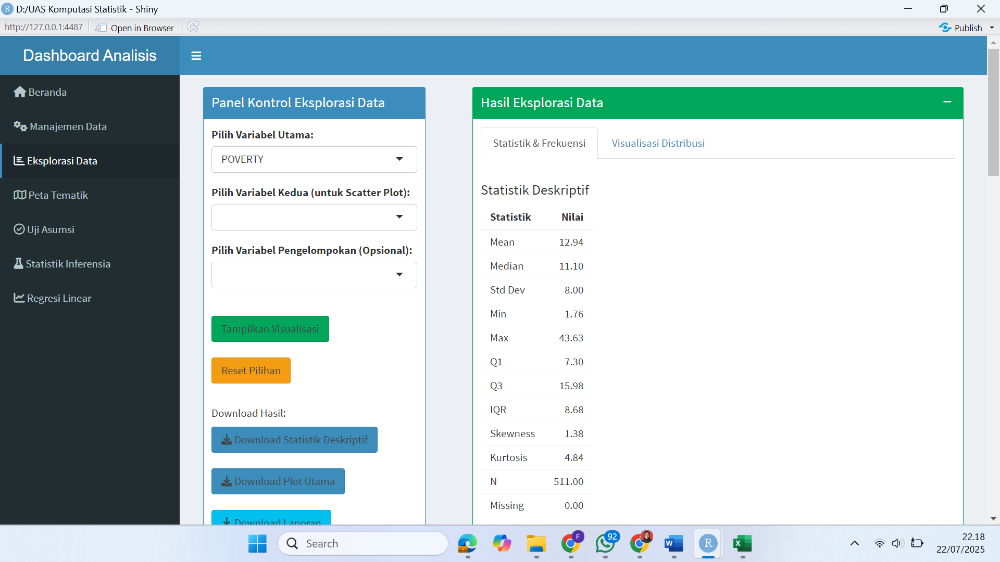 R D:/UAS Komputasi Statistik - Shiny
http://127.0.0.1:4487 Open in Browser Publish
Dashboard Analisis
Beranda
Manajemen Data
Eksplorasi Data
Peta Tematik
Uji Asumsi
Statistik Inferensia
Regresi Linear
Panel Kontrol Eksplorasi Data
Pilih Variabel Utama:
POVERTY
Pilih Variabel Kedua (untuk Scatter Plot):
Pilih Variabel Pengelompokan (Opsional):
Tampilkan Visualisasi
Reset Pilihan
Download Hasil:
Download Statistik Deskriptif
Download Plot Utama
Download Laporan
Hasil Eksplorasi Data
Statistik & Frekuensi Visualisasi Distribusi
Statistik Deskriptif
Statistik Nilai
Mean 12.94
Median 11.10
Std Dev 8.00
Min 1.76
Max 43.63
Q1 7.30
Q3 15.98
IQR 8.68
Skewness 1.38
Kurtosis 4.84
N 511.00
Missing 0.00
Search F 92 W R X
22.18
22/07/2025